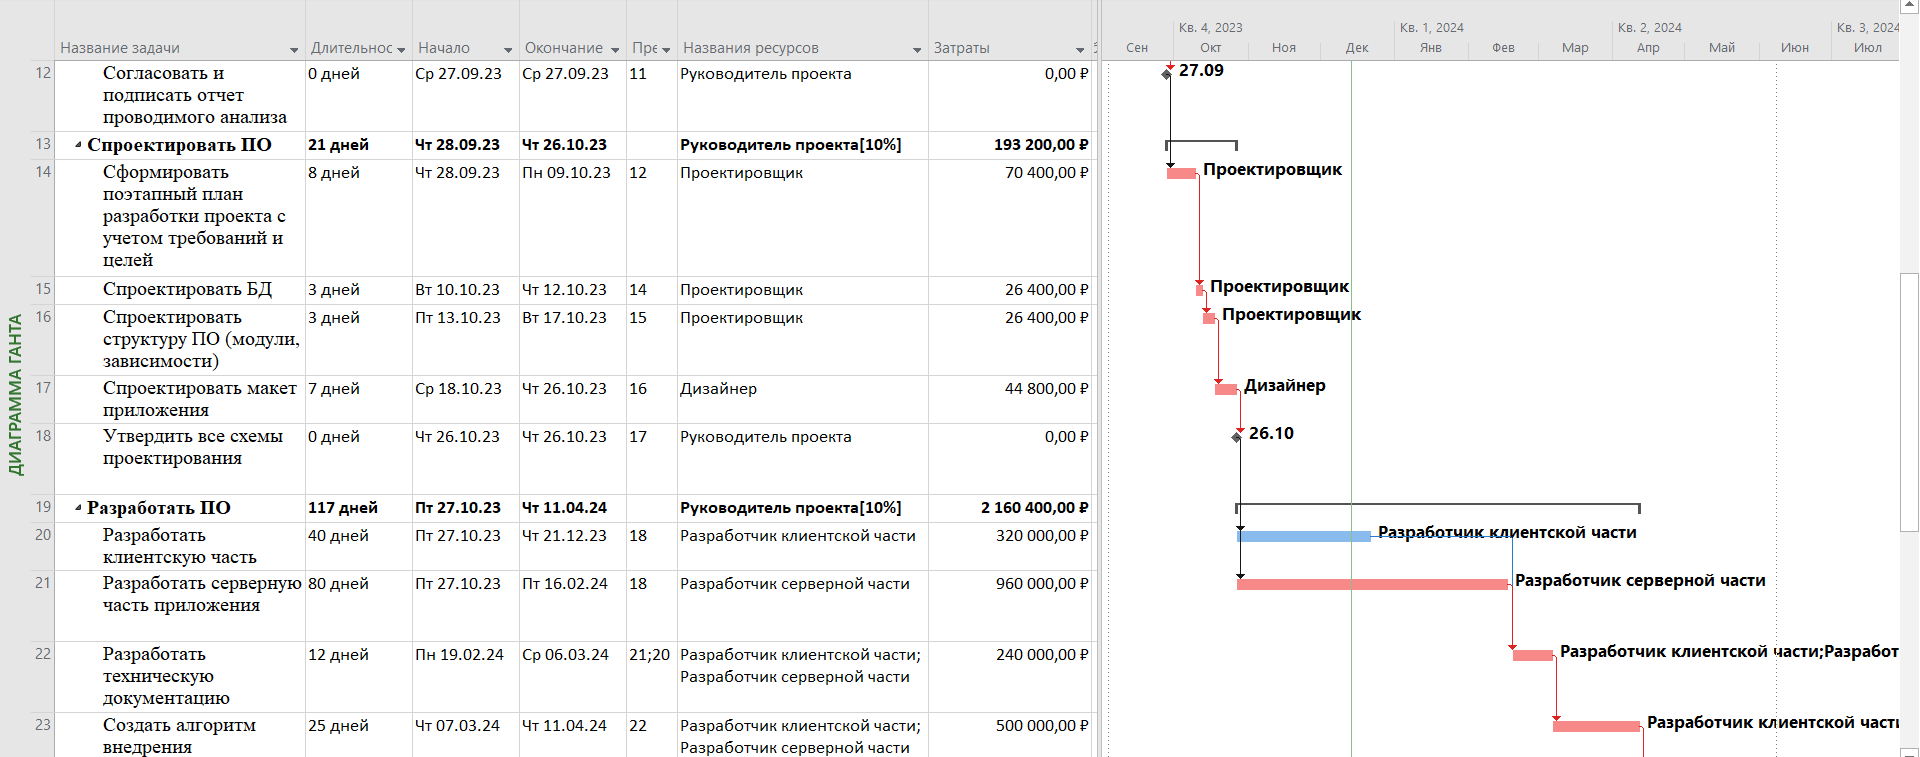 Кв. 4, 2023 Кв. 1, 2024 Кв. 2, 2024 Кв. 3, 2024
Название задачи Длительнос Начало Окончание Пре Названия ресурсов Затраты Сен Окт Ноя Дек Янв Фев Мар Апр Май Июн Июл
12 Согласовать и 0 дней Ср 27.09.23 Ср 27.09.23 11 Руководитель проекта 0,00 ₽ 27.09
подписать отчет
проводимого анализа
13 Спроектировать ПО 21 дней Чт 28.09.23 Чт 26.10.23 Руководитель проекта[10%] 193 200,00 ₽
14 Сформировать 8 дней Чт 28.09.23 Пн 09.10.23 12 Проектировщик 70 400,00 ₽ Проектировщик
поэтапный план
разработки проекта с
учетом требований и
целей
15 Спроектировать БД 3 дней Вт 10.10.23 Чт 12.10.23 14 Проектировщик 26 400,00 ₽ Проектировщик
16 Спроектировать 3 дней Пт 13.10.23 Вт 17.10.23 15 Проектировщик 26 400,00 ₽ Проектировщик
структуру ПО (модули,
зависимости)
17 Спроектировать макет 7 дней Ср 18.10.23 Чт 26.10.23 16 Дизайнер 44 800,00 ₽ Дизайнер
приложения
18 Утвердить все схемы 0 дней Чт 26.10.23 Чт 26.10.23 17 Руководитель проекта 0,00 ₽ 26.10
проектирования
19 Разработать ПО 117 дней Пт 27.10.23 Чт 11.04.24 Руководитель проекта[10%] 2 160 400,00 ₽
20 Разработать 40 дней Пт 27.10.23 Чт 21.12.23 18 Разработчик клиентской части 320 000,00 ₽ Разработчик клиентской части
клиентскую часть
21 Разработать серверную 80 дней Пт 27.10.23 Пт 16.02.24 18 Разработчик серверной части 960 000,00 ₽ Разработчик серверной части
часть приложения
22 Разработать 12 дней Пн 19.02.24 Ср 06.03.24 21;20 Разработчик клиентской части; 240 000,00 ₽ Разработчик клиентской части;Разработ
техническую Разработчик серверной части
документацию
23 Создать алгоритм 25 дней Чт 07.03.24 Чт 11.04.24 22 Разработчик клиентской части; 500 000,00 ₽ Разработчик клиентской части
внедрения Разработчик серверной части
ДИАГРАММА ГАНТА